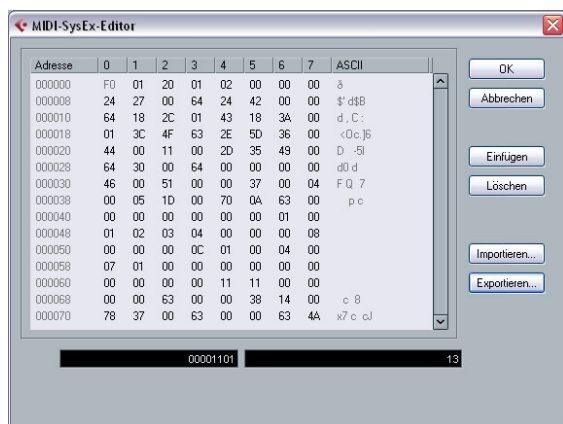 MIDI-SysEx-Editor
Adresse 0 1 2 3 4 5 6 7 ASCII
OK
000000 F0 01 20 01 02 00 00 00 ð
000008 24 27 00 64 24 42 00 00 $' d$B
Abbrechen
000010 64 18 2C 01 43 18 3A 00 d , C :
000018 01 3C 4F 63 2E 5D 36 00 <Oc.]6
000020 44 00 11 00 2D 35 49 00 D -5I
Einfügen
000028 64 30 00 64 00 00 00 00 d0 d
000030 46 00 51 00 00 37 00 04 F Q 7
Löschen
000038 00 05 1D 00 70 0A 63 00 p c
000040 00 00 00 00 00 00 01 00
000048 01 02 03 04 00 00 00 08
000050 00 00 00 0C 01 00 04 00
Importieren...
000058 07 01 00 00 00 00 00 00
000060 00 00 00 00 11 11 00 00
Exportieren...
000068 00 00 63 00 00 38 14 00 c 8
000070 78 37 00 63 00 00 63 4A x7 c cJ
00001101 13